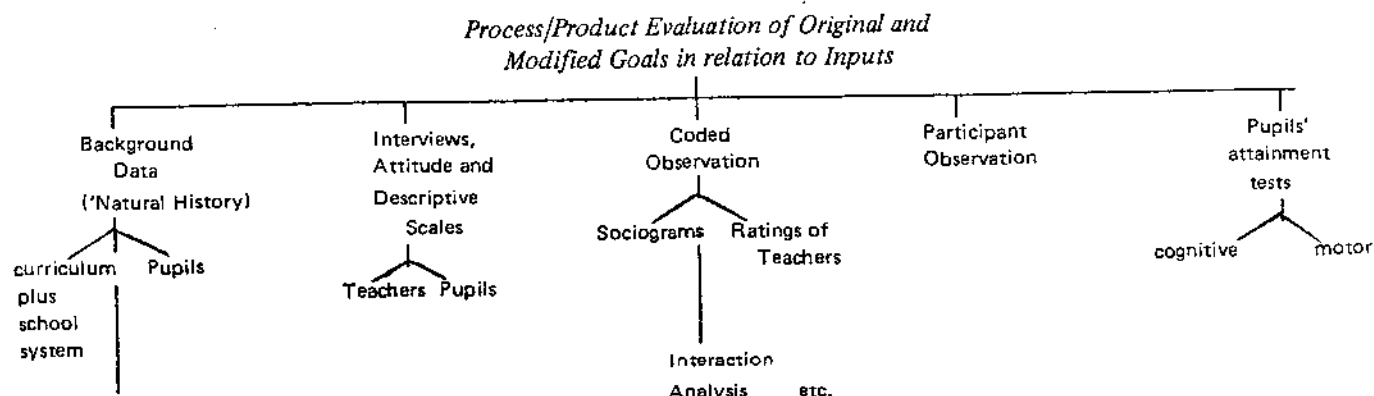 Process/Product Evaluation of Original and
Modified Goals in relation to Inputs
Background
Data
('Natural History)
curriculum
plus
school
system
Pupils
Interviews,
Attitude and
Descriptive
Scales
Teachers Pupils
Coded
Observation
Sociograms
Ratings of
Teachers
Interaction
Analysis etc.
Participant
Observation
Pupils'
attainment
tests
cognitive
motor